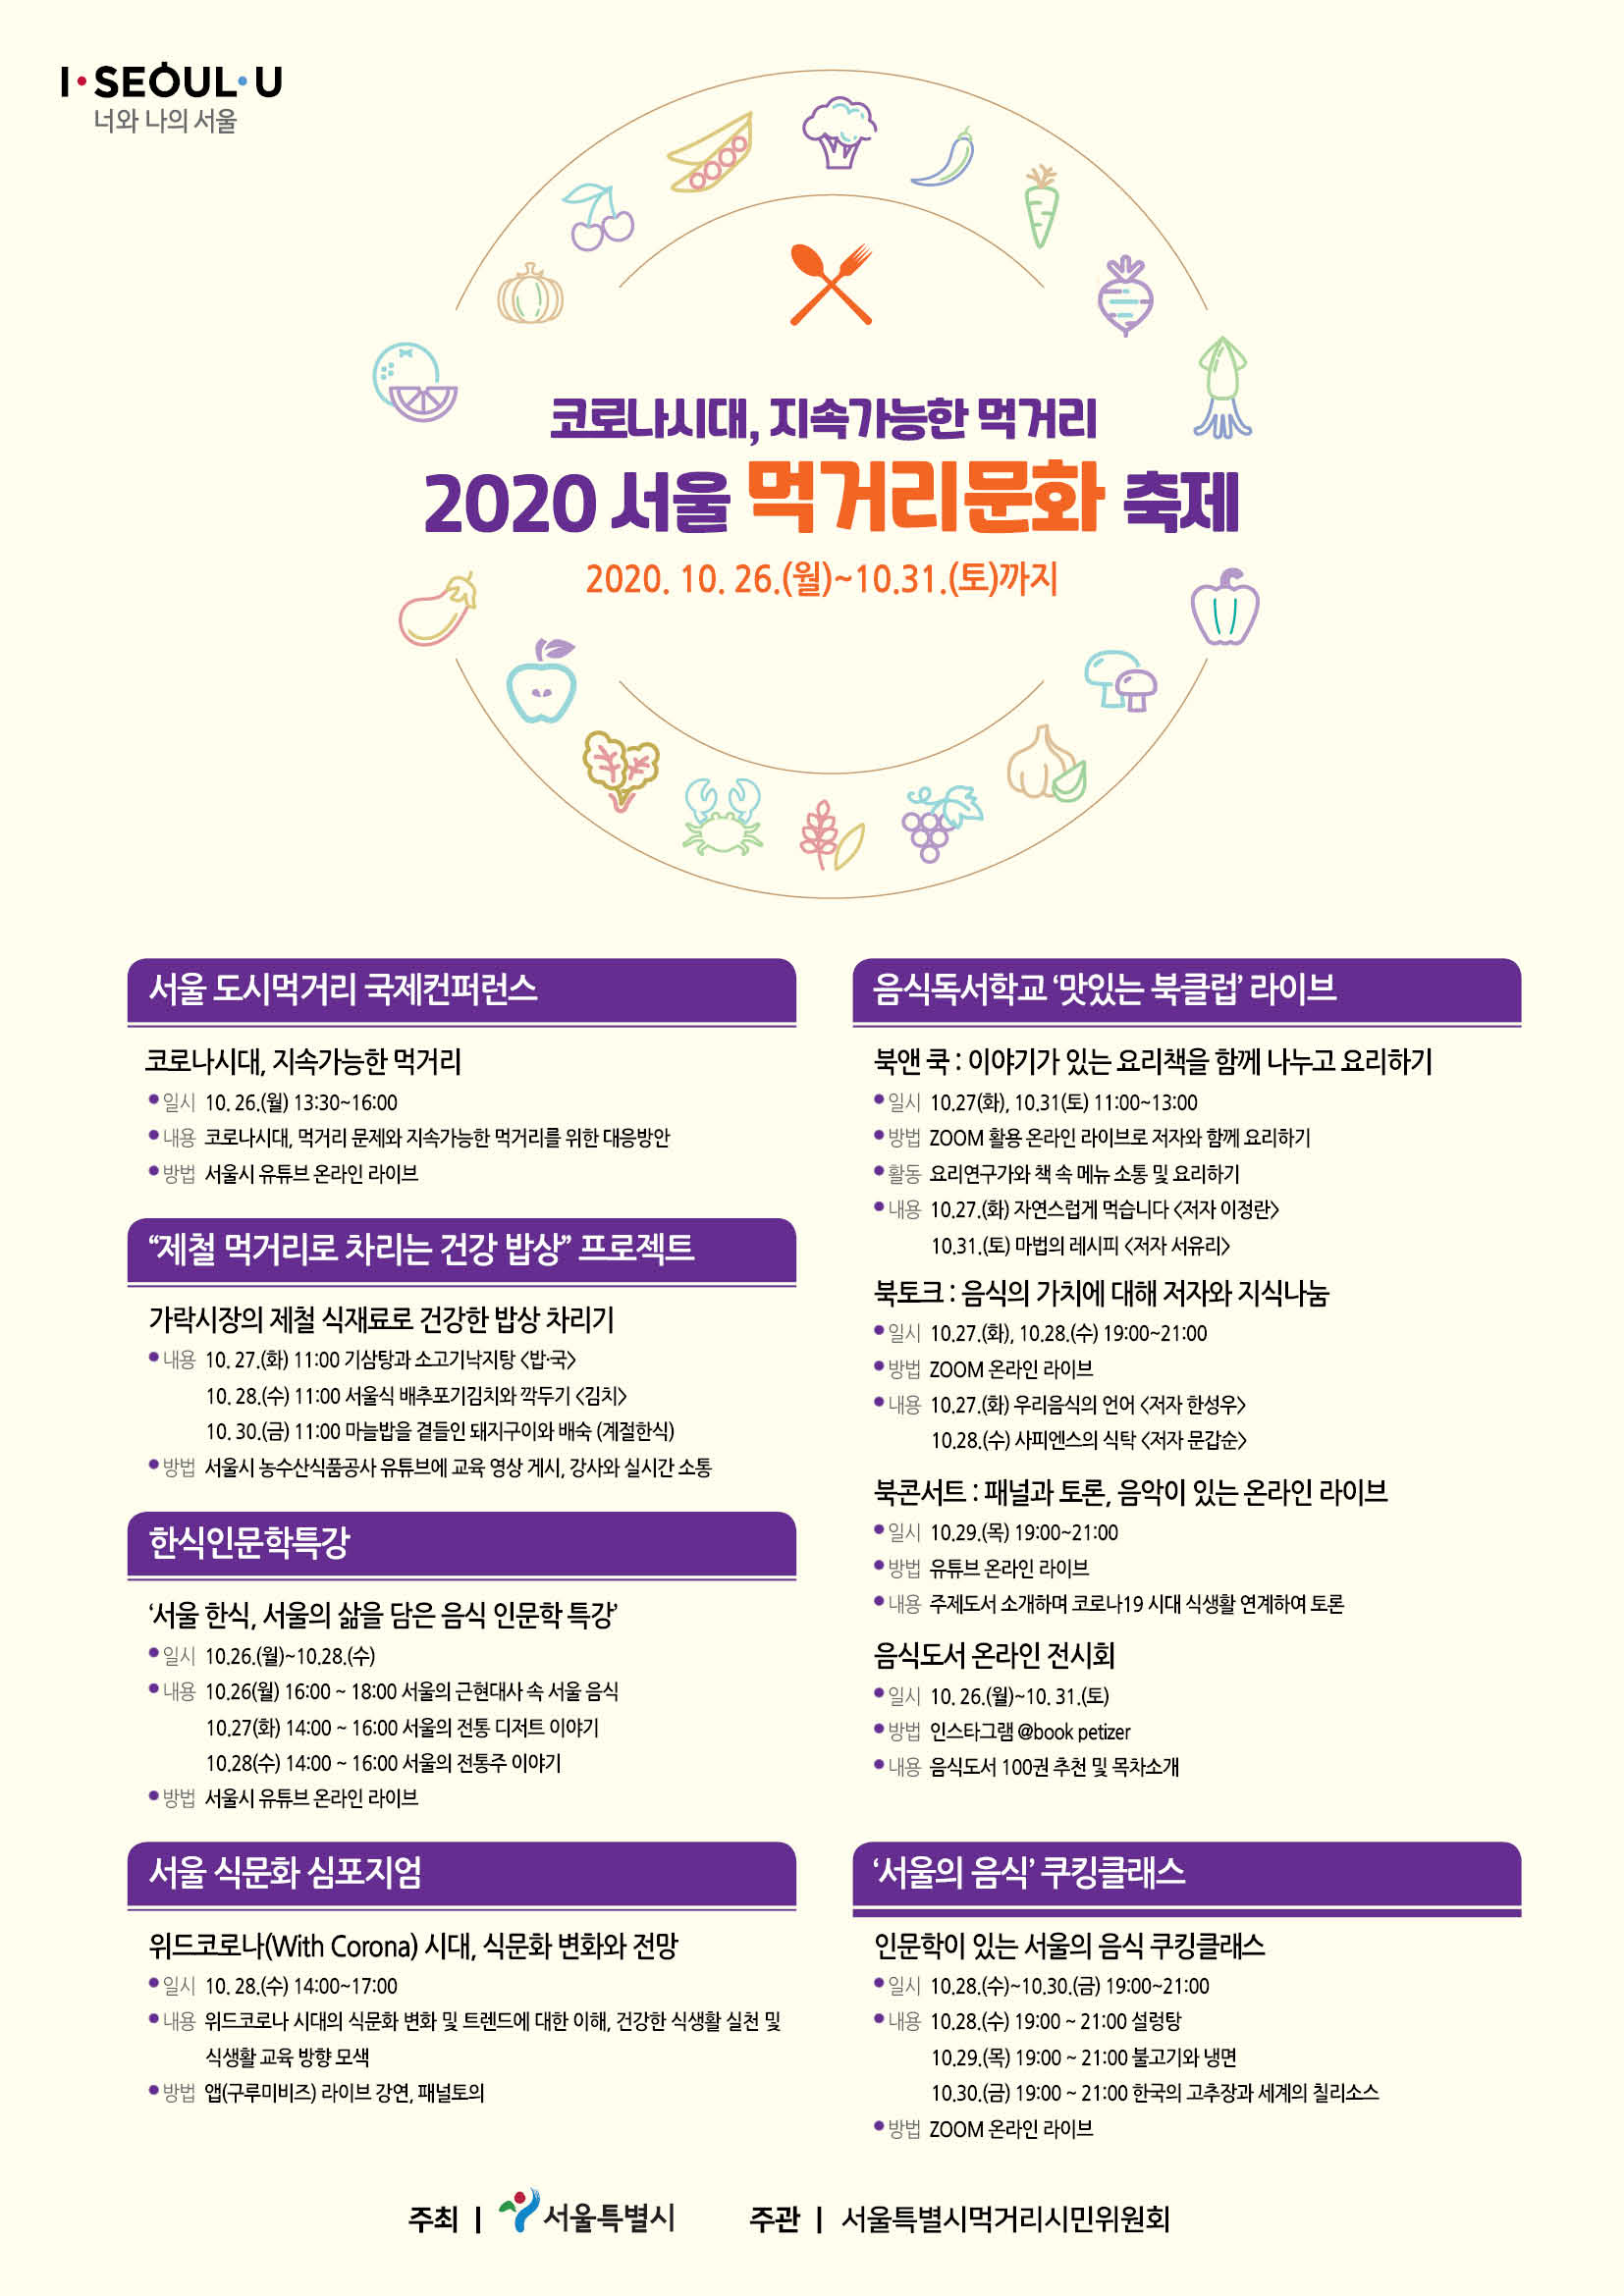 I·SEOUL·U
너와 나의 서울
코로나시대, 지속가능한 먹거리
2020 서울 먹거리문화 축제
2020. 10. 26.(월)~10.31.(토)까지
서울 도시먹거리 국제컨퍼런스
코로나시대, 지속가능한 먹거리
• 일시 10. 26.(월) 13:30~16:00
• 내용 코로나시대, 먹거리 문제와 지속가능한 먹거리를 위한 대응방안
• 방법 서울시 유튜브 온라인 라이브
“제철 먹거리로 차리는 건강 밥상” 프로젝트
가락시장의 제철 식재료로 건강한 밥상 차리기
• 내용 10. 27.(화) 11:00 기삼탕과 소고기낙지탕 <밥·국>
10. 28.(수) 11:00 서울식 배추포기김치와 깍두기 <김치>
10. 30.(금) 11:00 마늘밥을 곁들인 돼지구이와 배숙 (계절한식)
• 방법 서울시 농수산식품공사 유튜브에 교육 영상 게시, 강사와 실시간 소통
한식인문학특강
‘서울 한식, 서울의 삶을 담은 음식 인문학 특강’
• 일시 10.26.(월)~10.28.(수)
• 내용 10.26(월) 16:00 ~ 18:00 서울의 근현대사 속 서울 음식
10.27(화) 14:00 ~ 16:00 서울의 전통 디저트 이야기
10.28(수) 14:00 ~ 16:00 서울의 전통주 이야기
• 방법 서울시 유튜브 온라인 라이브
서울 식문화 심포지엄
위드코로나(With Corona) 시대, 식문화 변화와 전망
• 일시 10. 28.(수) 14:00~17:00
• 내용 위드코로나 시대의 식문화 변화 및 트렌드에 대한 이해, 건강한 식생활 실천 및
식생활 교육 방향 모색
• 방법 앱(구루미비즈) 라이브 강연, 패널토의
음식독서학교 ‘맛있는 북클럽’ 라이브
북앤 쿡 : 이야기가 있는 요리책을 함께 나누고 요리하기
• 일시 10.27(화), 10.31(토) 11:00~13:00
• 방법 ZOOM 활용 온라인 라이브로 저자와 함께 요리하기
• 활동 요리연구가와 책 속 메뉴 소통 및 요리하기
• 내용 10.27.(화) 자연스럽게 먹습니다 <저자 이정란>
10.31.(토) 마법의 레시피 <저자 서유리>
북토크 : 음식의 가치에 대해 저자와 지식나눔
• 일시 10.27.(화), 10.28.(수) 19:00~21:00
• 방법 ZOOM 온라인 라이브
• 내용 10.27(화) 우리음식의 언어 <저자 한성우>
10.28.(수) 사피엔스의 식탁 <저자 문갑순>
북콘서트 : 패널과 토론, 음악이 있는 온라인 라이브
• 일시 10.29.(목) 19:00~21:00
• 방법 유튜브 온라인 라이브
• 내용 주제도서 소개하며 코로나19 시대 식생활 연계하여 토론
음식도서 온라인 전시회
• 일시 10. 26.(월)~10. 31.(토)
• 방법 인스타그램 @book petizer
• 내용 음식도서 100권 추천 및 목차소개
‘서울의 음식’ 쿠킹클래스
인문학이 있는 서울의 음식 쿠킹클래스
• 일시 10.28.(수)~10.30.(금) 19:00~21:00
• 내용 10.28.(수) 19:00 ~ 21:00 설렁탕
10.29.(목) 19:00 ~ 21:00 불고기와 냉면
10.30.(금) 19:00 ~ 21:00 한국의 고추장과 세계의 칠리소스
• 방법 ZOOM 온라인 라이브
주최 | 서울특별시 주관 | 서울특별시먹거리시민위원회